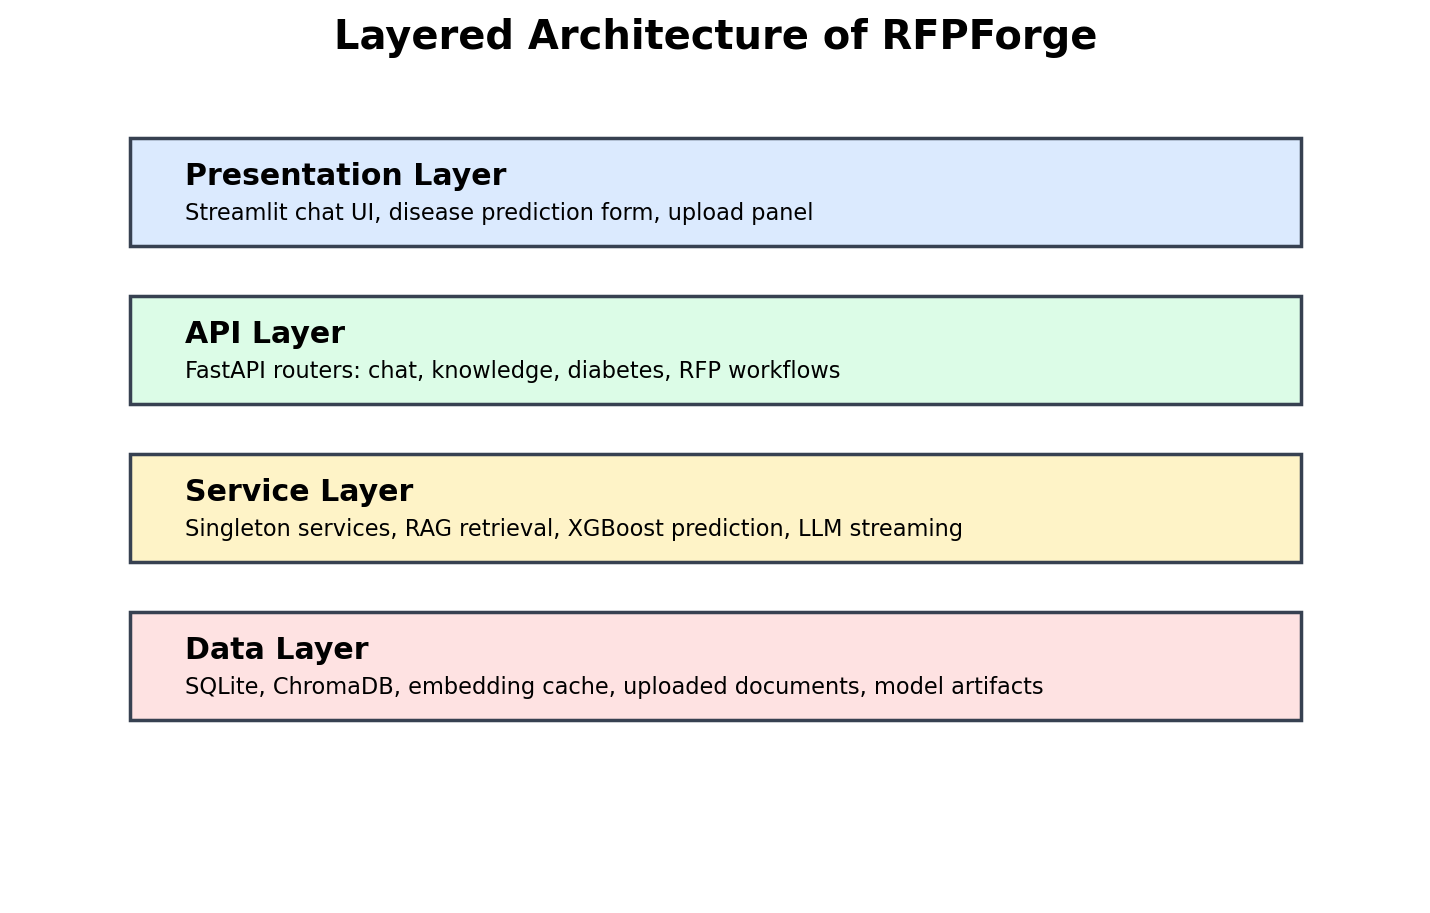 Layered Architecture of RFPForge
Presentation Layer
Streamlit chat UI, disease prediction form, upload panel
API Layer
FastAPI routers: chat, knowledge, diabetes, RFP workflows
Service Layer
Singleton services, RAG retrieval, XGBoost prediction, LLM streaming
Data Layer
SQLite, ChromaDB, embedding cache, uploaded documents, model artifacts